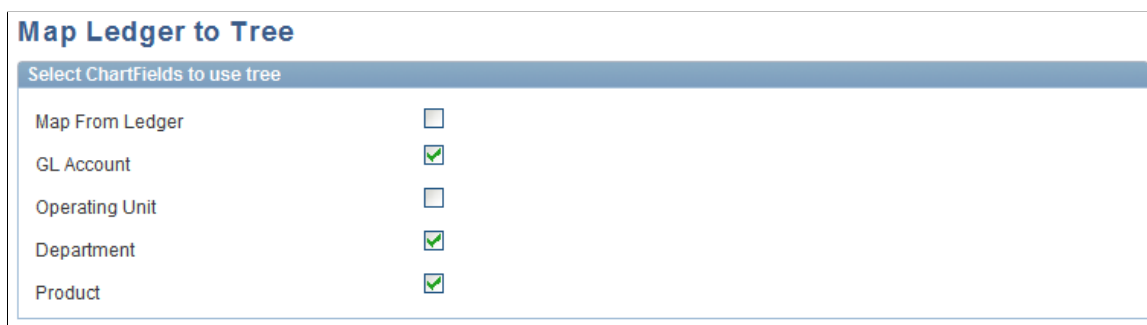 Map Ledger to Tree
Select ChartFields to use tree
Map From Ledger
GL Account
Operating Unit
Department
Product